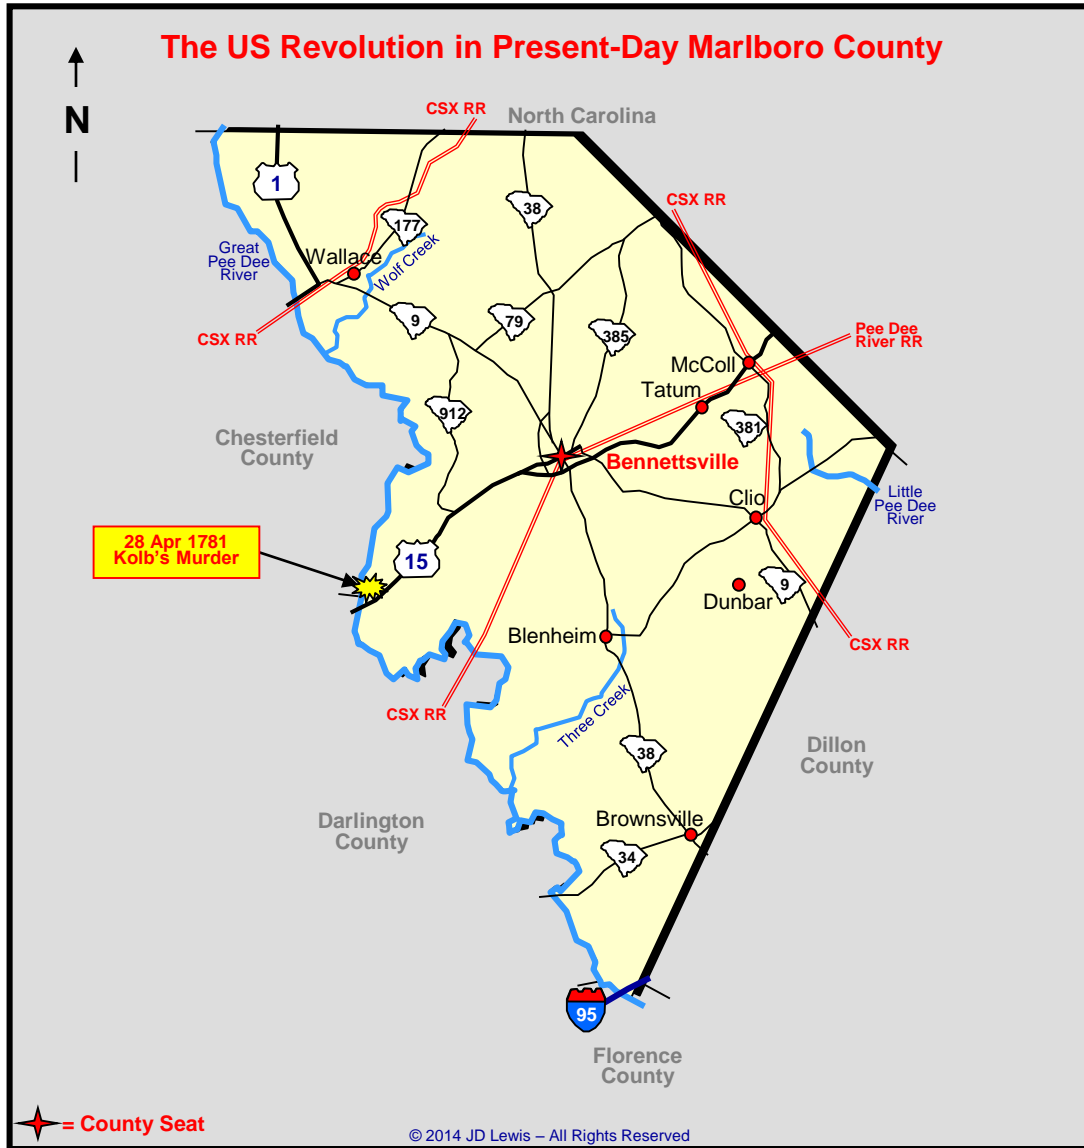 The US Revolution in Present-Day Marlboro County
N
CSX RR
North Carolina
1
177
38
CSX RR
Great
Pee Dee
River
Wallace
Wolf Creek
CSX RR
9
79
385
Pee Dee
River RR
McColl
Tatum
912
381
Chesterfield
County
Bennettsville
Clio
Little
Pee Dee
River
28 Apr 1781
Kolb's Murder
15
9
Dunbar
Blenheim
CSX RR
CSX RR
Three Creek
38
Dillon
County
Darlington
County
Brownsville
34
95
Florence
County
= County Seat
© 2014 JD Lewis – All Rights Reserved